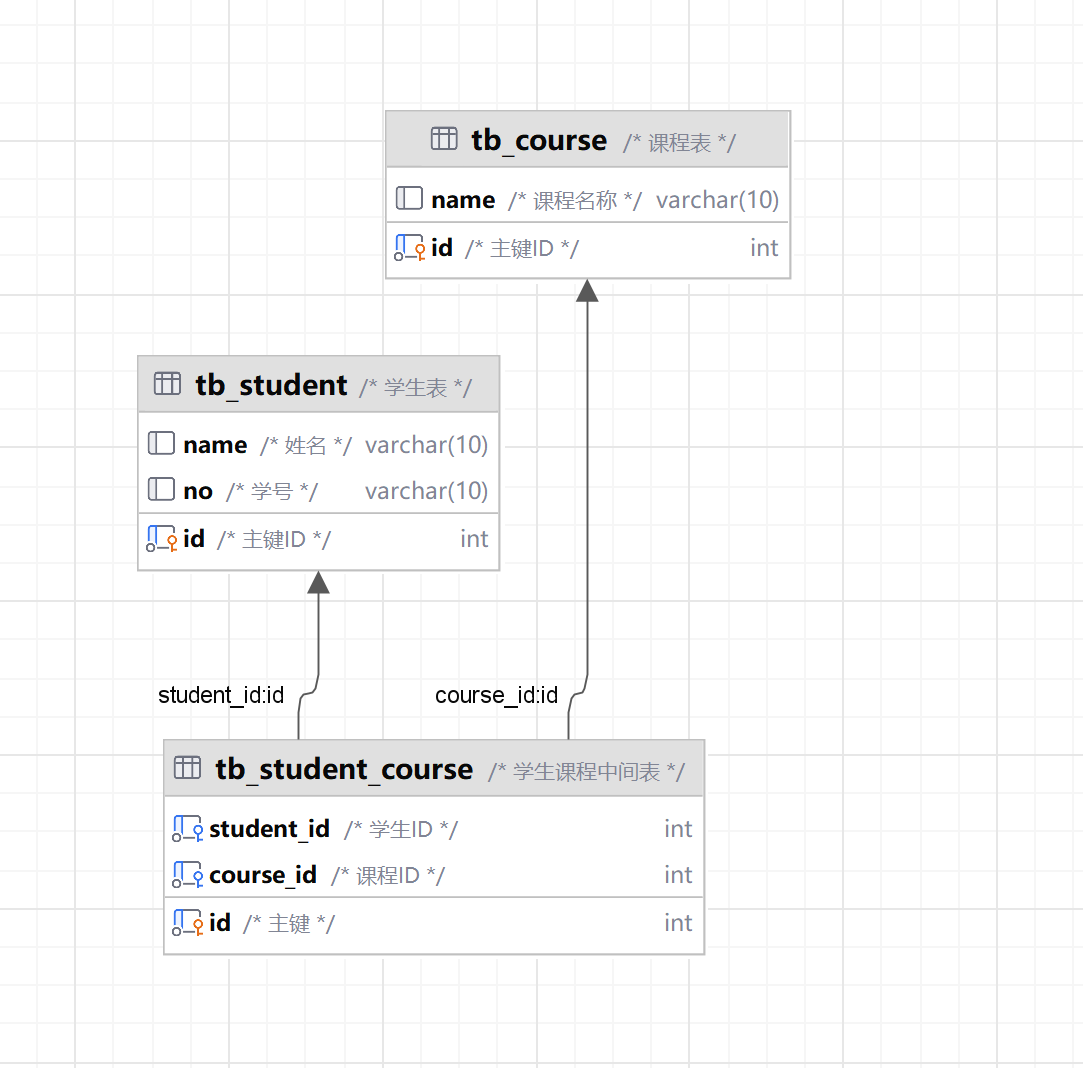 tb_course /* 课程表 */
name /* 课程名称 */ varchar(10)
id /* 主键ID */ int
tb_student /* 学生表 */
name /* 姓名 */ varchar(10)
no /* 学号 */ varchar(10)
id /* 主键ID */ int
student_id:id
course_id:id
tb_student_course /* 学生课程中间表 */
student_id /* 学生ID */ int
course_id /* 课程ID */ int
id /* 主键 */ int